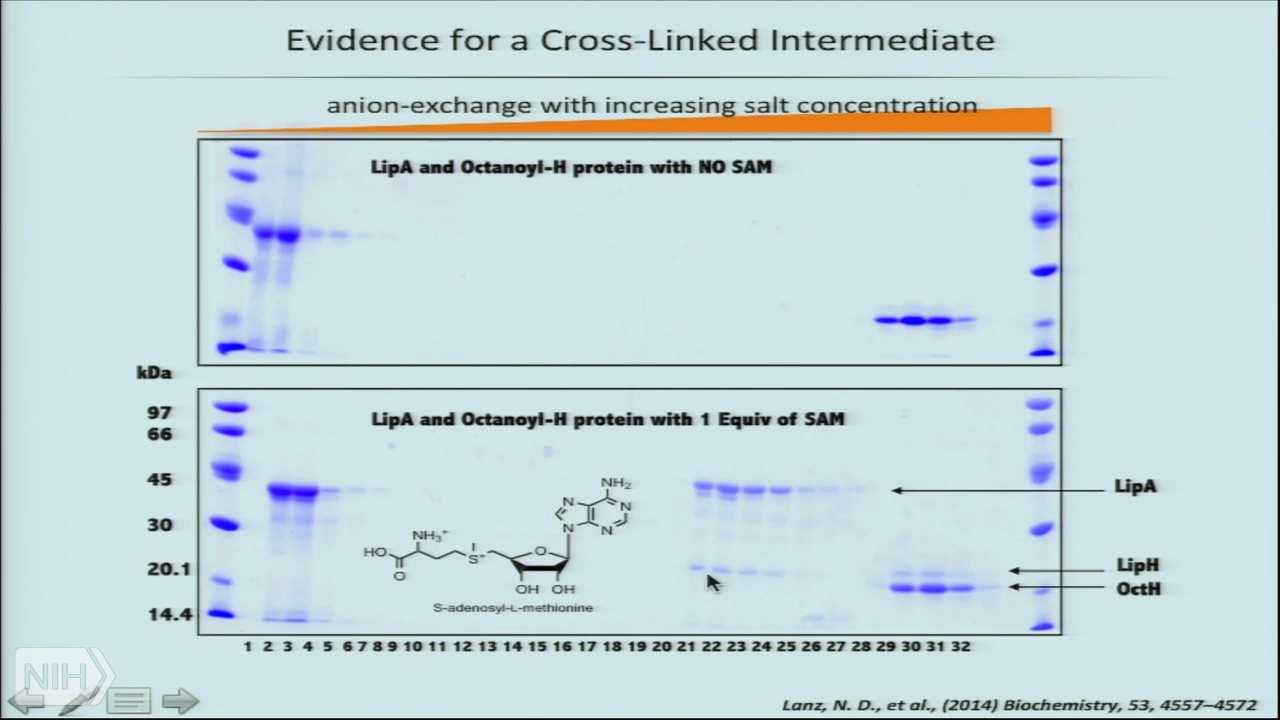 Evidence for a Cross-Linked Intermediate
anion-exchange with increasing salt concentration
LipA and Octanoyl-H protein with NO SAM
kDa
97
66
45
30
20.1
14.4
LipA and Octanoyl-H protein with 1 Equiv of SAM
NH₂
N
N
N
N
NH₃⁺
HO
O
S⁺
O
OH OH
S-adenosyl-L-methionine
LipA
LipH
OctH
1 2 3 4 5 6 7 8 9 10 11 12 13 14 15 16 17 18 19 20 21 22 23 24 25 26 27 28 29 30 31 32
NIH
Lanz, N. D., et al., (2014) Biochemistry, 53, 4557–4572